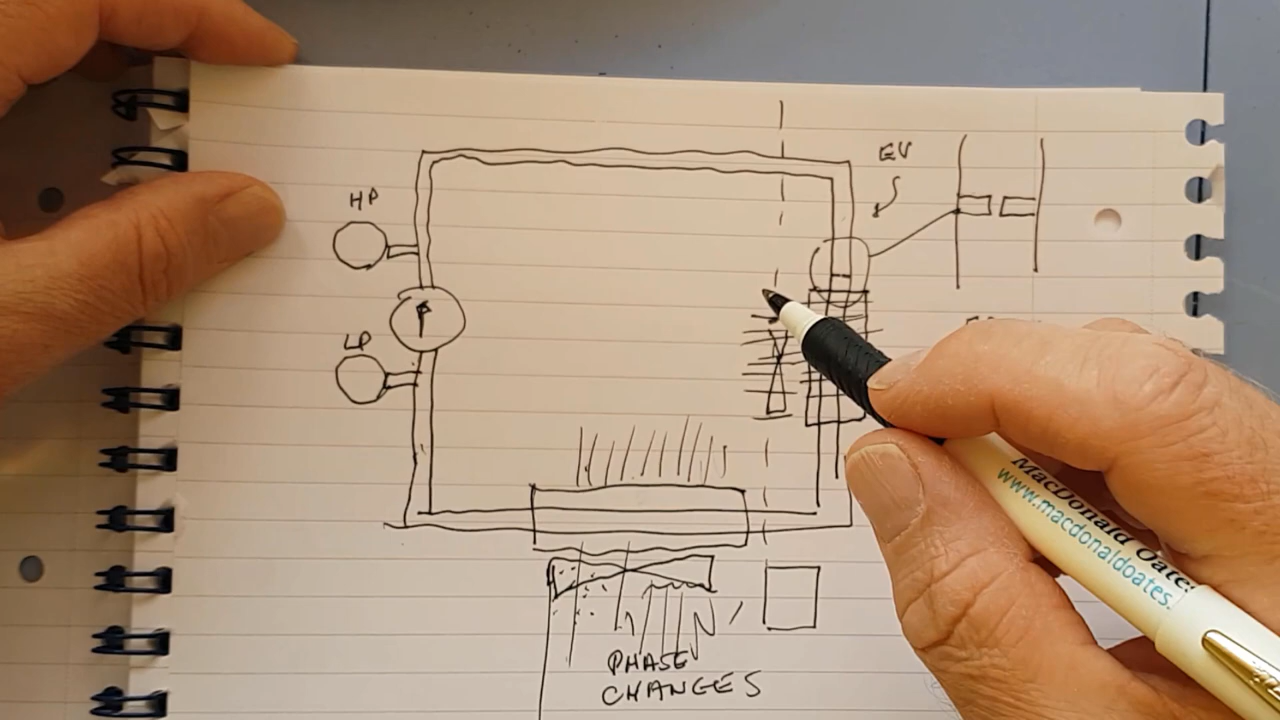 HP
EV
LP
P
PHASE
CHANGES
MacDonald Oates
www.macdonaldoates.